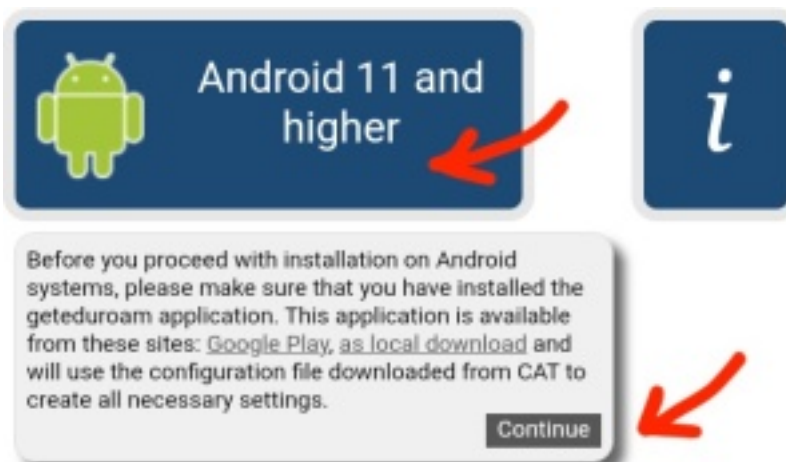 Android 11 and
higher
i
Before you proceed with installation on Android
systems, please make sure that you have installed the
geteduroam application. This application is available
from these sites: Google Play, as local download and
will use the configuration file downloaded from CAT to
create all necessary settings.
Continue